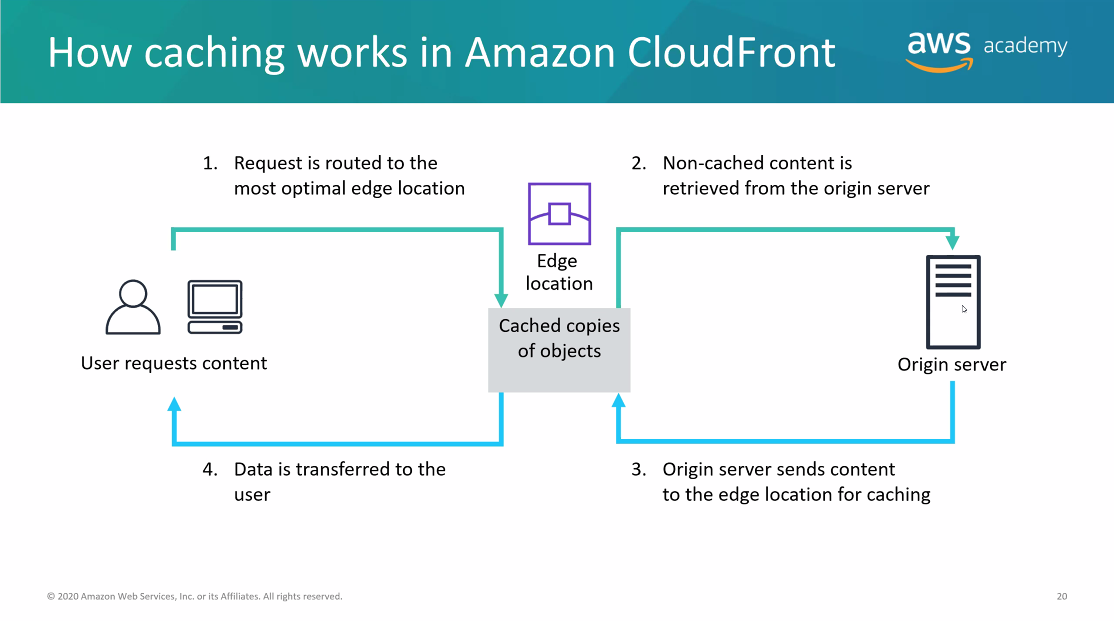 How caching works in Amazon CloudFront
aws academy
1. Request is routed to the
most optimal edge location
2. Non-cached content is
retrieved from the origin server
Edge
location
Cached copies
of objects
User requests content
Origin server
4. Data is transferred to the
user
3. Origin server sends content
to the edge location for caching
© 2020 Amazon Web Services, Inc. or its Affiliates. All rights reserved.
20